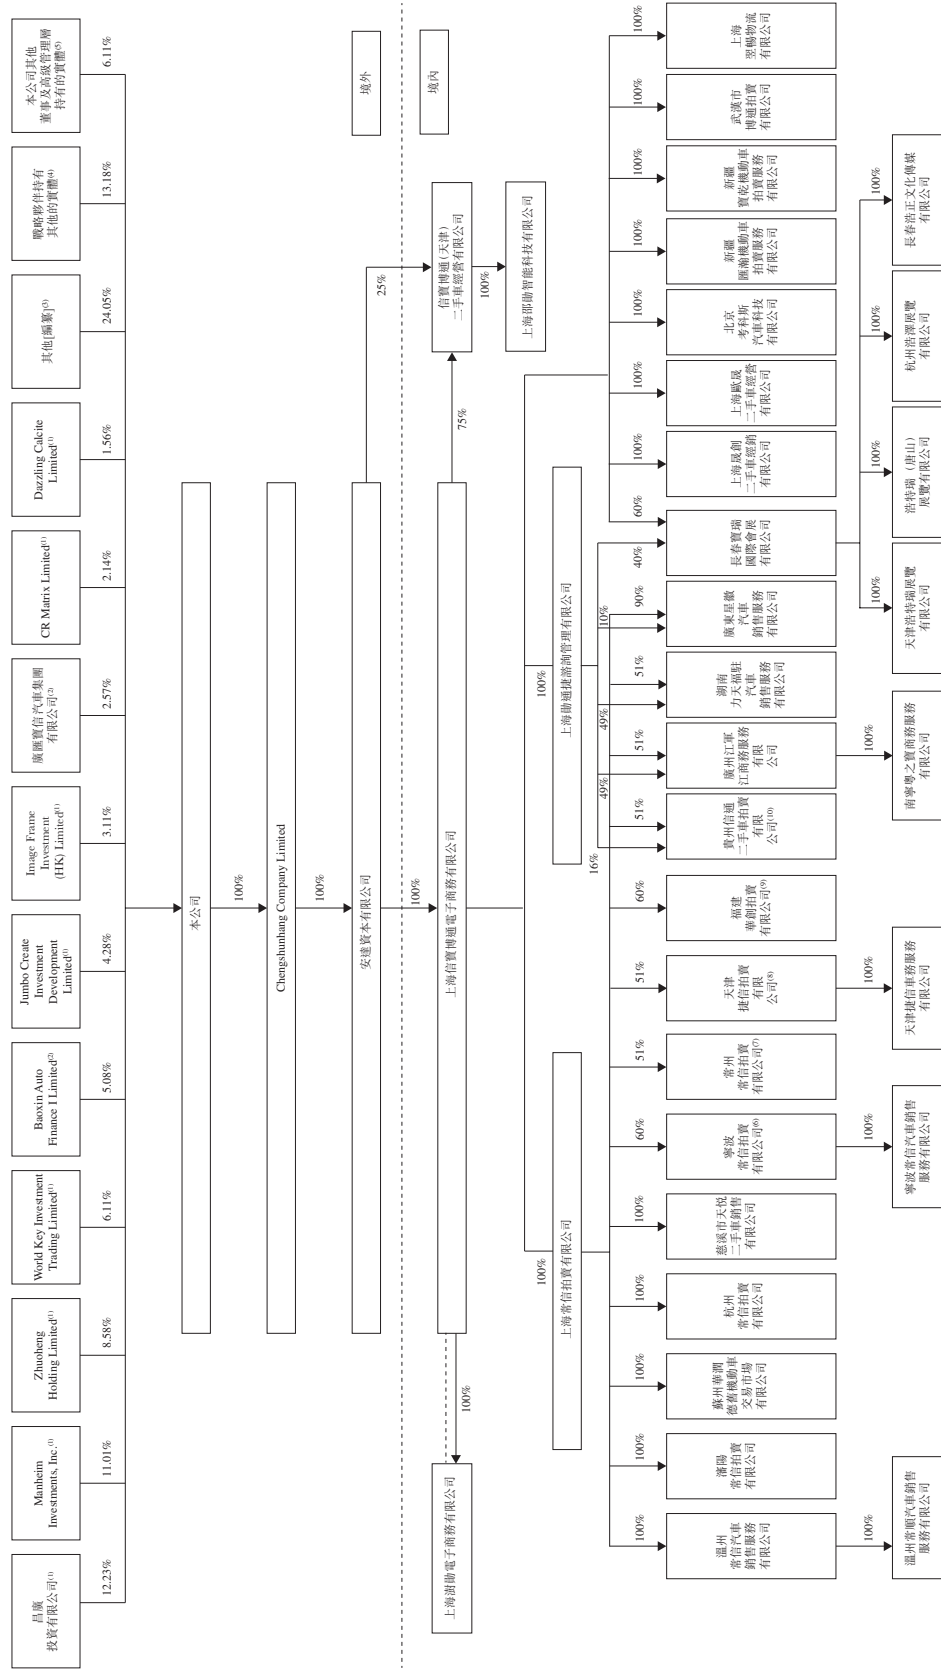 昌廣
投資有限公司(1)
Manheim
Investments, Inc.(1)
Zhuoheng
Holding Limited(1)
World Key Investment
Trading Limited(1)
Baoxin Auto
Finance I Limited(2)
Jumbo Create
Investment
Development
Limited(1)
Image Frame
Investment
(HK) Limited(1)
廣匯寶信汽車集團
有限公司(2)
CR Matrix Limited(1)
Dazzling Calcite
Limited(1)
其他[編纂](3)
戰略夥伴持有
其他的實體(4)
本公司其他
董事及高級管理層
持有的實體(5)
12.23%
11.01%
8.58%
6.11%
5.08%
4.28%
3.11%
2.57%
2.14%
1.56%
24.05%
13.18%
6.11%
本公司
100%
Chengshunhang Company Limited
100%
安達資本有限公司
境外
100%
25%
境內
上海澍勛電子商務有限公司
100%
上海信寶博通電子商務有限公司
75%
信寶博通(天津)
二手車經營有限公司
100%
上海邵勛智能科技有限公司
100%
100%
上海常信拍賣有限公司
上海勛通捷諮詢管理有限公司
16%
49%
49%
10%
40%
100%
100%
100%
100%
100%
60%
51%
51%
60%
51%
51%
51%
90%
60%
100%
100%
100%
100%
100%
100%
100%
溫州
常信汽車
銷售服務
有限公司
瀋陽
常信拍賣
有限公司
蘇州華潤
德舊機動車
交易市場
有限公司
杭州
常信拍賣
有限公司
慈溪市天悅
二手車銷售
有限公司
寧波
常信拍賣
有限公司(6)
常州
常信拍賣
有限公司(7)
天津
捷信拍賣
有限
公司(8)
福建
華創拍賣
有限公司(9)
貴州信通
二手車拍賣
有限
公司(10)
廣州江軍
江商務服務
有限
公司
湖南
力天福駐
汽車
銷售服務
有限公司
廣東星徽
汽車
銷售服務
有限公司
長春寶瑞
國際會展
有限公司
上海晟創
二手車經銷
有限公司
上海歐晟
二手車經營
有限公司
北京
考科斯
汽車科技
有限公司
新疆
匯瀚機動車
拍賣服務
有限公司
新疆
寶乾機動車
拍賣服務
有限公司
武漢市
博通拍賣
有限公司
上海
翌暢物流
有限公司
100%
100%
100%
100%
100%
100%
100%
100%
溫州常順汽車銷售
服務有限公司
寧波常信汽車銷售
服務有限公司
天津捷信車務服務
有限公司
南寧粵之寶商務服務
有限公司
天津浩特瑞展覽
有限公司
浩特瑞（唐山）
展覽有限公司
杭州浩澤展覽
有限公司
長春浩正文化傳媒
有限公司